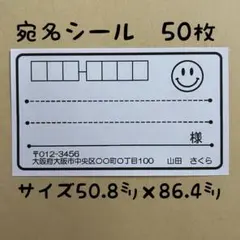 宛名シール　50枚
様
〒012-3456
大阪府大阪市中央区〇〇町〇丁目100　山田　さくら
サイズ50.8㍉×86.4㍉